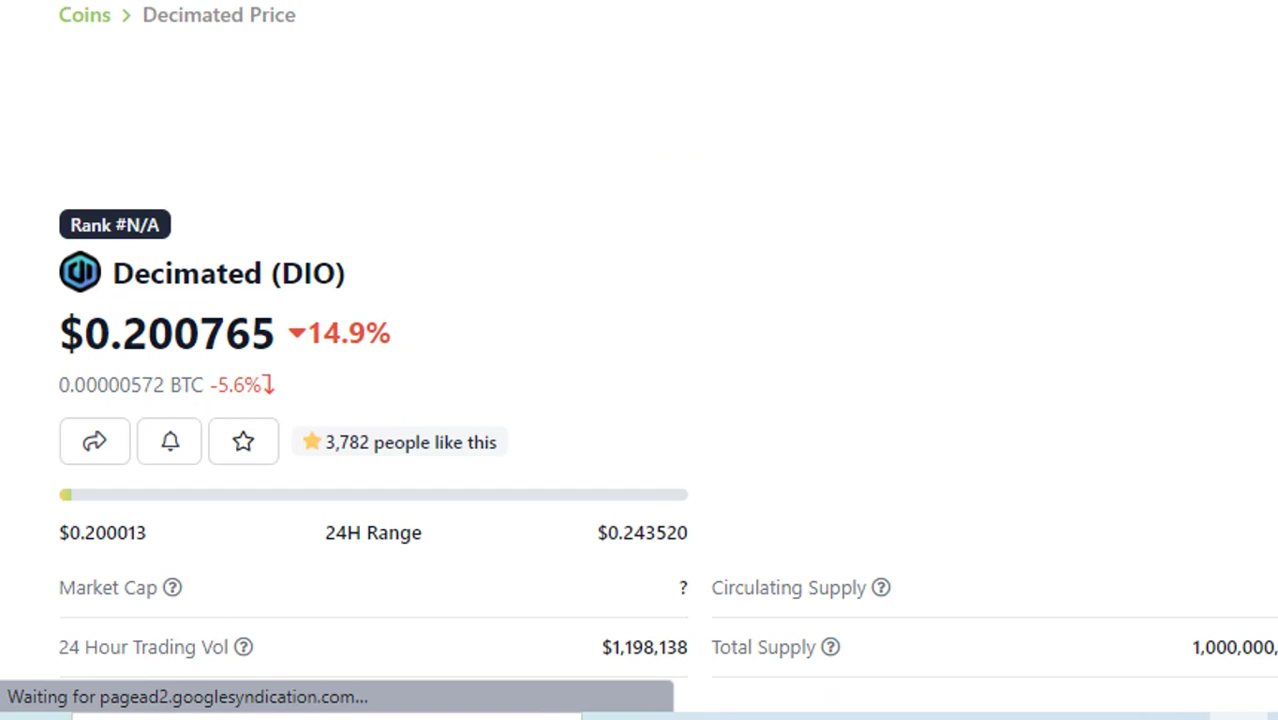 Coins > Decimated Price
Rank #N/A
Decimated (DIO)
$0.200765 14.9%
0.00000572 BTC -5.6%
3,782 people like this
$0.200013 24H Range $0.243520
Market Cap ? ? Circulating Supply ?
24 Hour Trading Vol ? $1,198,138 Total Supply ? 1,000,000,
Waiting for pagead2.googlesyndication.com...